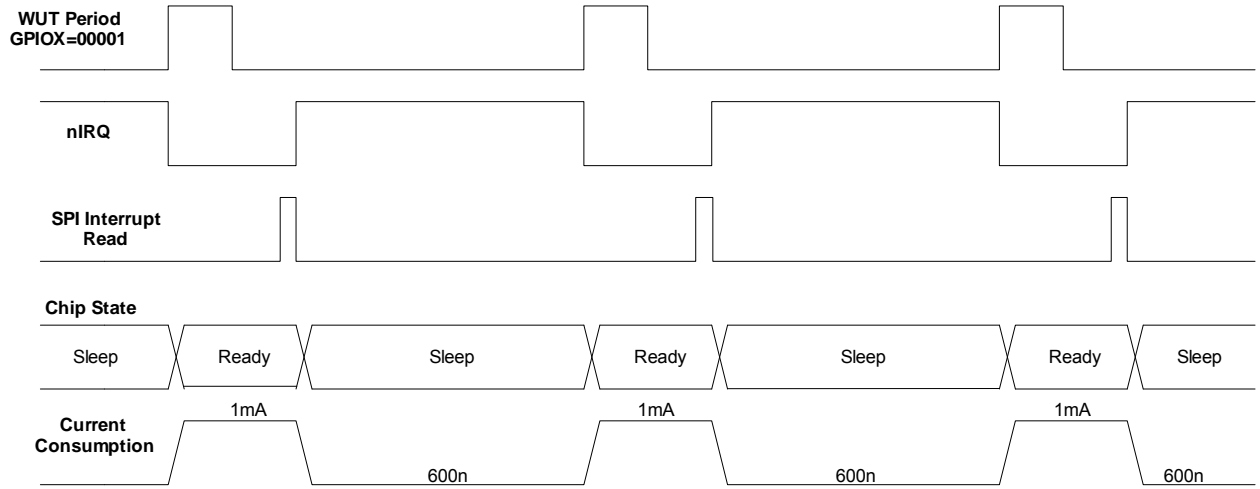 WUT Period
GPIOX=00001
nIRQ
SPI Interrupt
Read
Chip State
Sleep
Ready
Sleep
Ready
Sleep
Ready
Sleep
Current
Consumption
1mA
1mA
1mA
600n
600n
600n